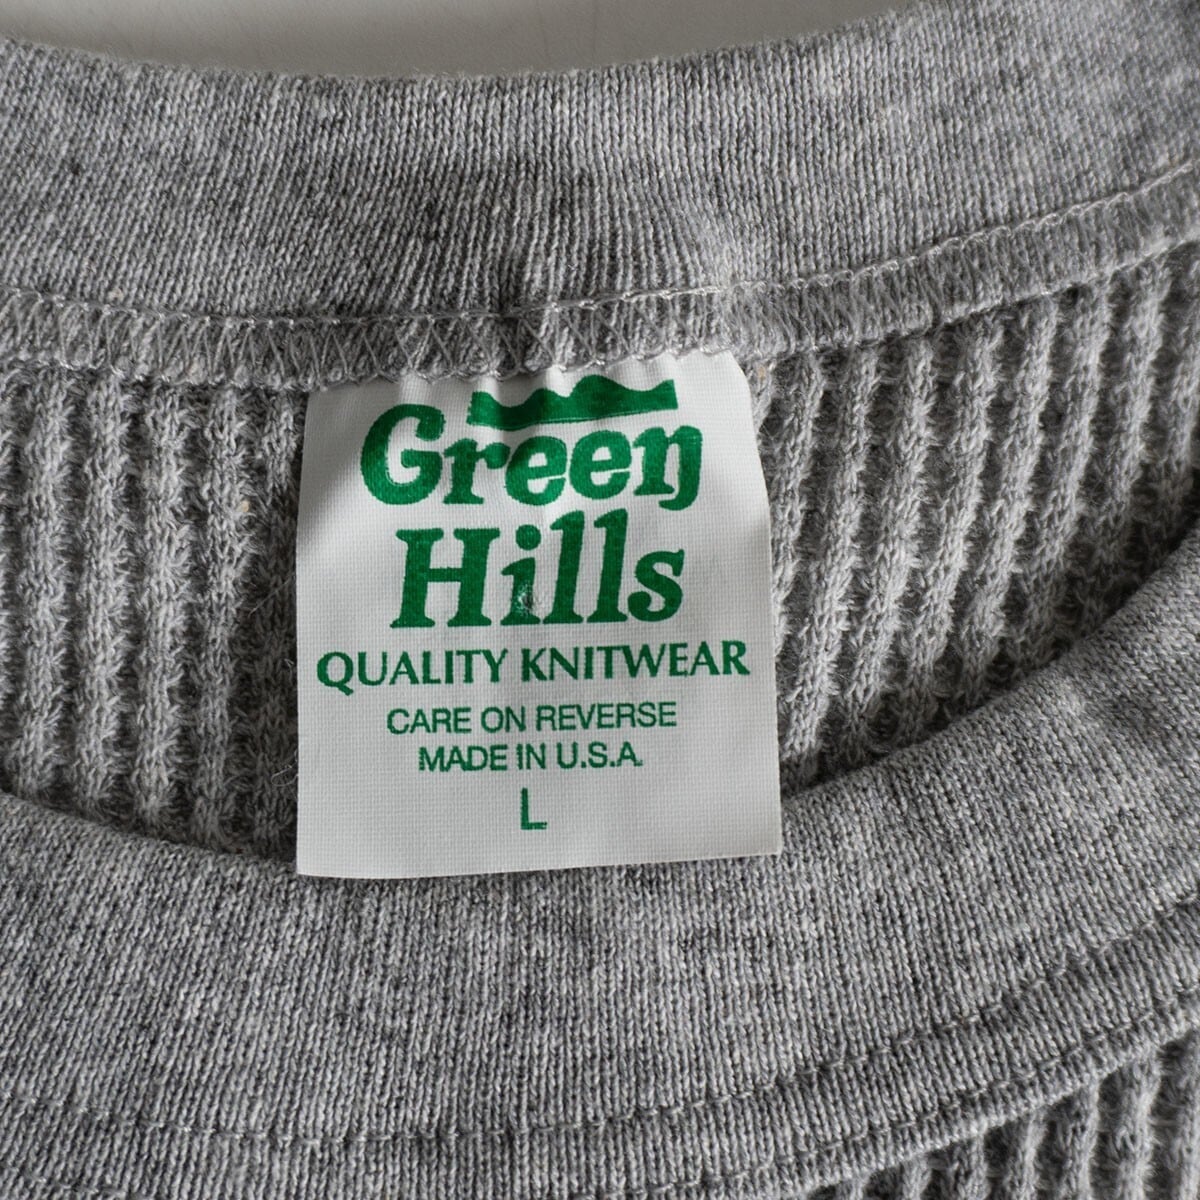 Green
Hills
QUALITY KNITWEAR
CARE ON REVERSE
MADE IN U.S.A.
L